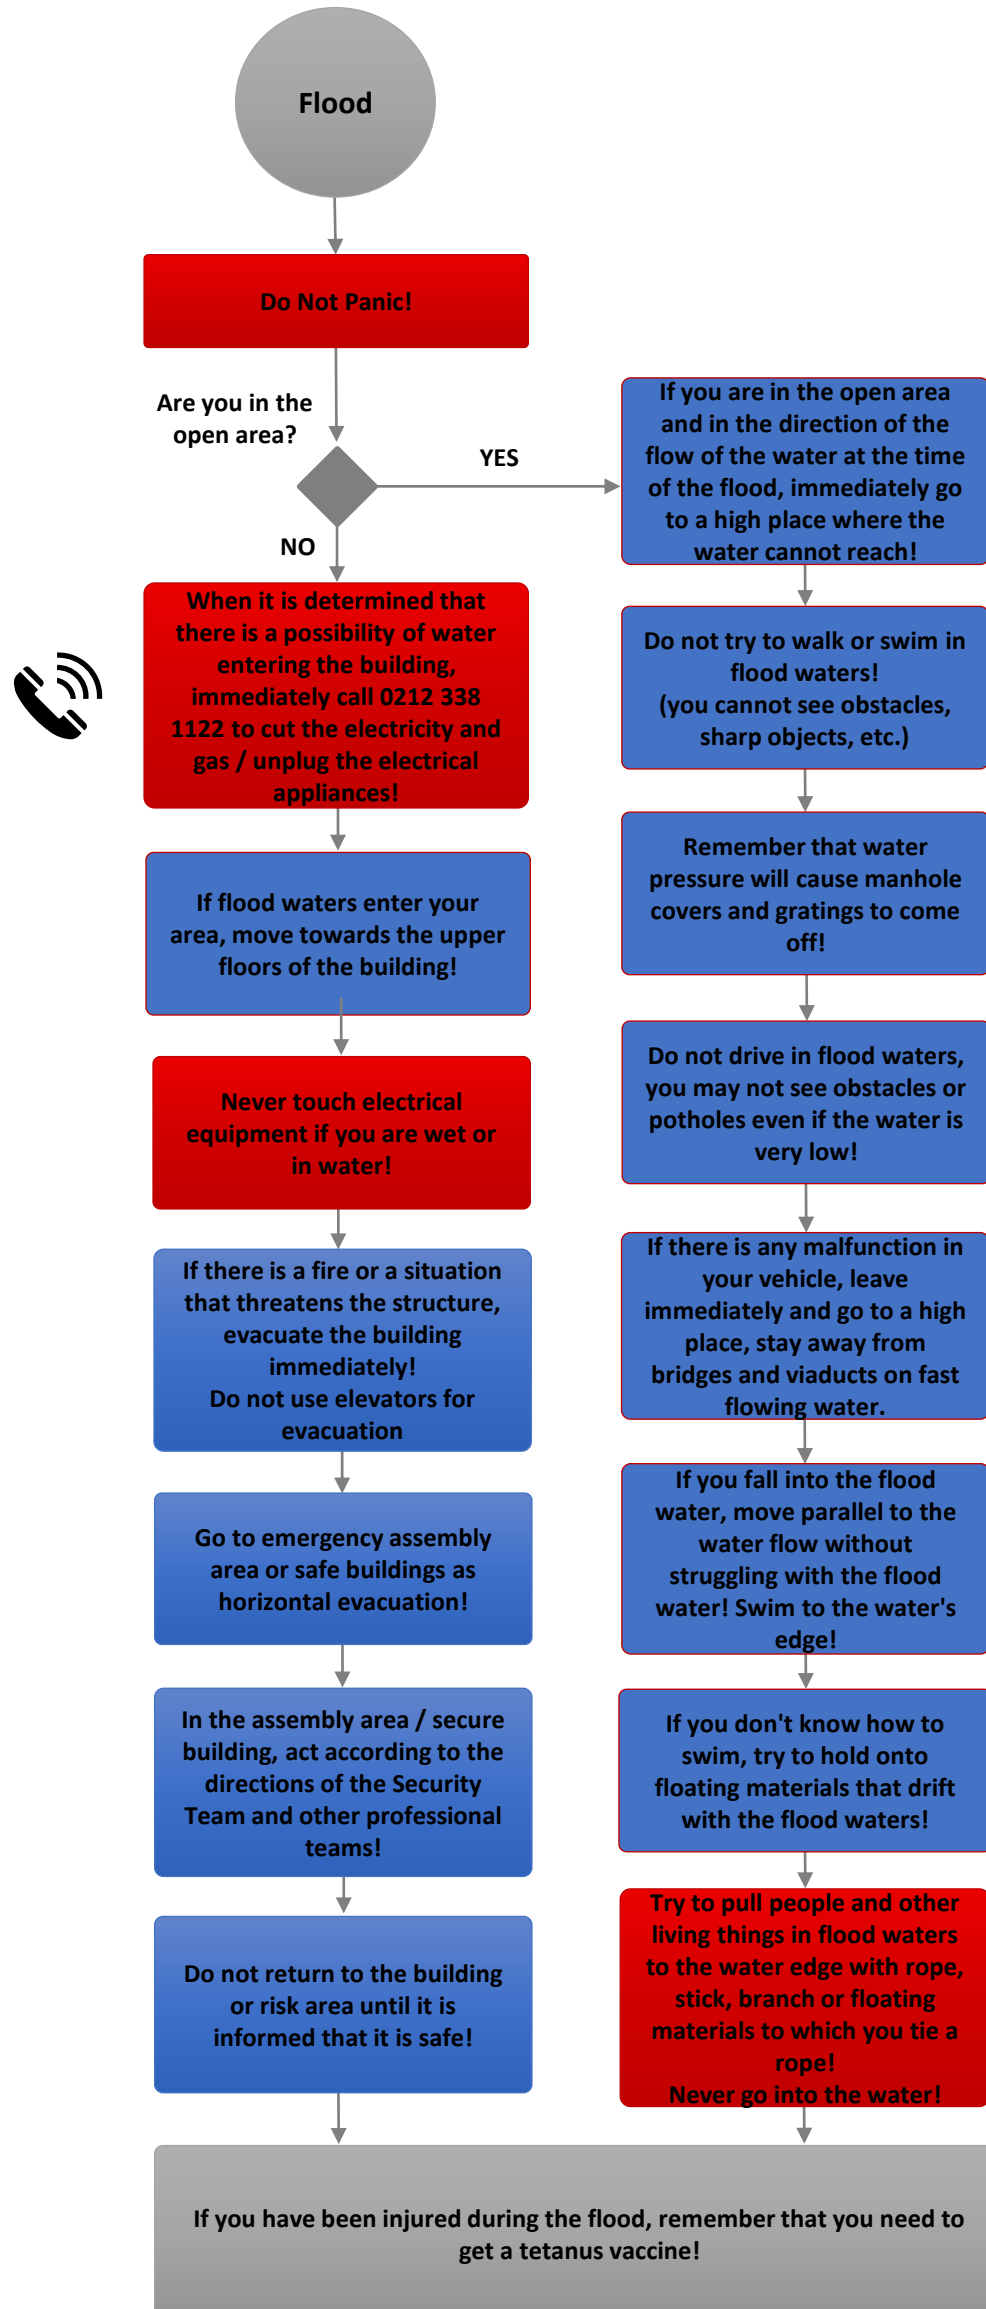 Flood
Do Not Panic!
Are you in the
open area?
YES
NO
When it is determined that
there is a possibility of water
entering the building,
immediately call 0212 338
1122 to cut the electricity and
gas / unplug the electrical
appliances!
If flood waters enter your
area, move towards the upper
floors of the building!
Never touch electrical
equipment if you are wet or
in water!
If there is a fire or a situation
that threatens the structure,
evacuate the building
immediately!
Do not use elevators for
evacuation
Go to emergency assembly
area or safe buildings as
horizontal evacuation!
In the assembly area / secure
building, act according to the
directions of the Security
Team and other professional
teams!
Do not return to the building
or risk area until it is
informed that it is safe!
If you are in the open area
and in the direction of the
flow of the water at the time
of the flood, immediately go
to a high place where the
water cannot reach!
Do not try to walk or swim in
flood waters!
(you cannot see obstacles,
sharp objects, etc.)
Remember that water
pressure will cause manhole
covers and gratings to come
off!
Do not drive in flood waters,
you may not see obstacles or
potholes even if the water is
very low!
If there is any malfunction in
your vehicle, leave
immediately and go to a high
place, stay away from
bridges and viaducts on fast
flowing water.
If you fall into the flood
water, move parallel to the
water flow without
struggling with the flood
water! Swim to the water's
edge!
If you don't know how to
swim, try to hold onto
floating materials that drift
with the flood waters!
Try to pull people and other
living things in flood waters
to the water edge with rope,
stick, branch or floating
materials to which you tie a
rope!
Never go into the water!
If you have been injured during the flood, remember that you need to
get a tetanus vaccine!